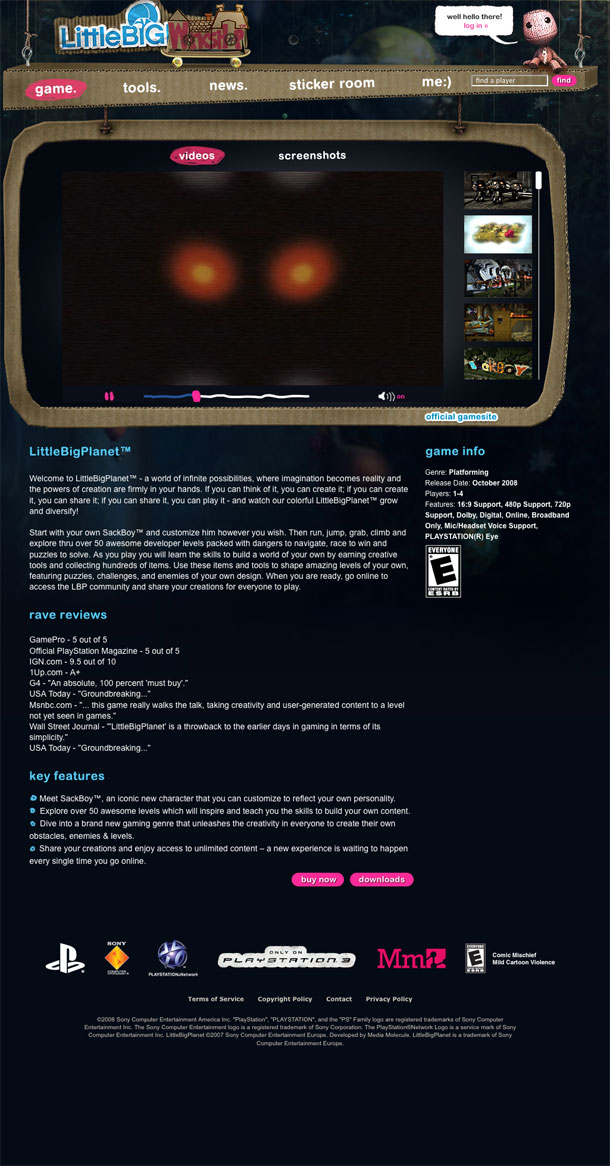 LittleBIG
Workshop
well hello there!
log in »
game.
tools.
news.
sticker room
me:)
find a player
find
videos
screenshots
on
official gamesite
LittleBigPlanet™
Welcome to LittleBigPlanet™ - a world of infinite possibilities, where imagination becomes reality and
the powers of creation are firmly in your hands. If you can think of it, you can create it; if you can create
it, you can share it; if you can share it, you can play it - and watch our colorful LittleBigPlanet™ grow
and diversify!
Start with your own SackBoy™ and customize him however you wish. Then run, jump, grab, climb and
explore thru over 50 awesome developer levels packed with dangers to navigate, race to win and
puzzles to solve. As you play you will learn the skills to build a world of your own by earning creative
tools and collecting hundreds of items. Use these items and tools to shape amazing levels of your own,
featuring puzzles, challenges, and enemies of your own design. When you are ready, go online to
access the LBP community and share your creations for everyone to play.
game info
Genre: Platforming
Release Date: October 2008
Players: 1-4
Features: 16:9 Support, 480p Support, 720p
Support, Dolby, Digital, Online, Broadband
Only, Mic/Headset Voice Support,
PLAYSTATION(R) Eye
EVERYONE
E
CONTENT RATED BY
ESRB
rave reviews
GamePro - 5 out of 5
Official PlayStation Magazine - 5 out of 5
IGN.com - 9.5 out of 10
1Up.com - A+
G4 - "An absolute, 100 percent 'must buy'."
USA Today - "Groundbreaking..."
Msnbc.com - "... this game really walks the talk, taking creativity and user-generated content to a level
not yet seen in games."
Wall Street Journal - "'LittleBigPlanet' is a throwback to the earlier days in gaming in terms of its
simplicity."
USA Today - "Groundbreaking..."
key features
Meet SackBoy™, an iconic new character that you can customize to reflect your own personality.
Explore over 50 awesome levels which will inspire and teach you the skills to build your own content.
Dive into a brand new gaming genre that unleashes the creativity in everyone to create their own
obstacles, enemies & levels.
Share your creations and enjoy access to unlimited content – a new experience is waiting to happen
every single time you go online.
buy now
downloads
SONY
COMPUTER
ENTERTAINMENT
PLAYSTATION®Network
ONLY ON
PLAYSTATION 3
Mm
EVERYONE
E
ESRB
Comic Mischief
Mild Cartoon Violence
Terms of Service
Copyright Policy
Contact
Privacy Policy
©2008 Sony Computer Entertainment America Inc. "PlayStation", "PLAYSTATION", and the "PS" Family logo are registered trademarks of Sony Computer
Entertainment Inc. The Sony Computer Entertainment logo is a registered trademark of Sony Corporation. The PlayStation®Network Logo is a service mark of Sony
Computer Entertainment Inc. LittleBigPlanet ©2007 Sony Computer Entertainment Europe. Developed by Media Molecule. LittleBigPlanet is a trademark of Sony
Computer Entertainment Europe.